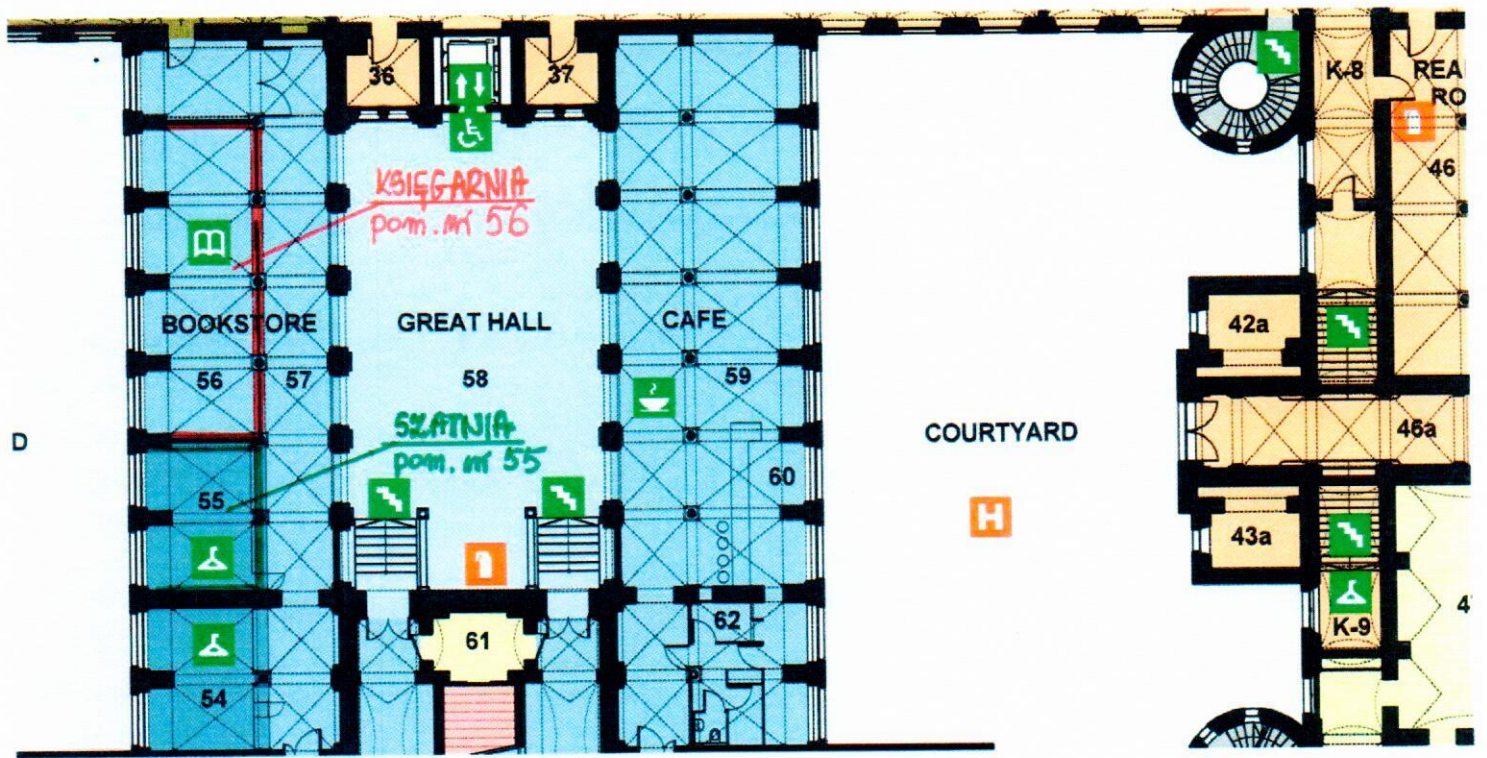 36
37
K-8
REA
RO
KSIĘGARNIA
pom. nr 56
46
BOOKSTORE
GREAT HALL
CAFE
42a
56
57
58
59
D
SZATNIA
pom. nr 55
COURTYARD
46a
55
60
H
43a
62
61
K-9
4
54